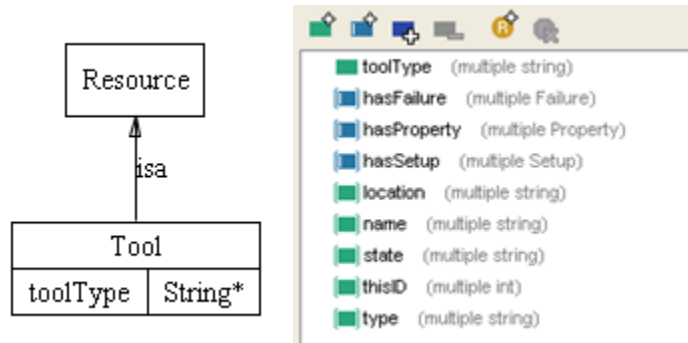 Resource
isa
Tool
toolType String*
R
toolType (multiple string)
hasFailure (multiple Failure)
hasProperty (multiple Property)
hasSetup (multiple Setup)
location (multiple string)
name (multiple string)
state (multiple string)
thisID (multiple int)
type (multiple string)